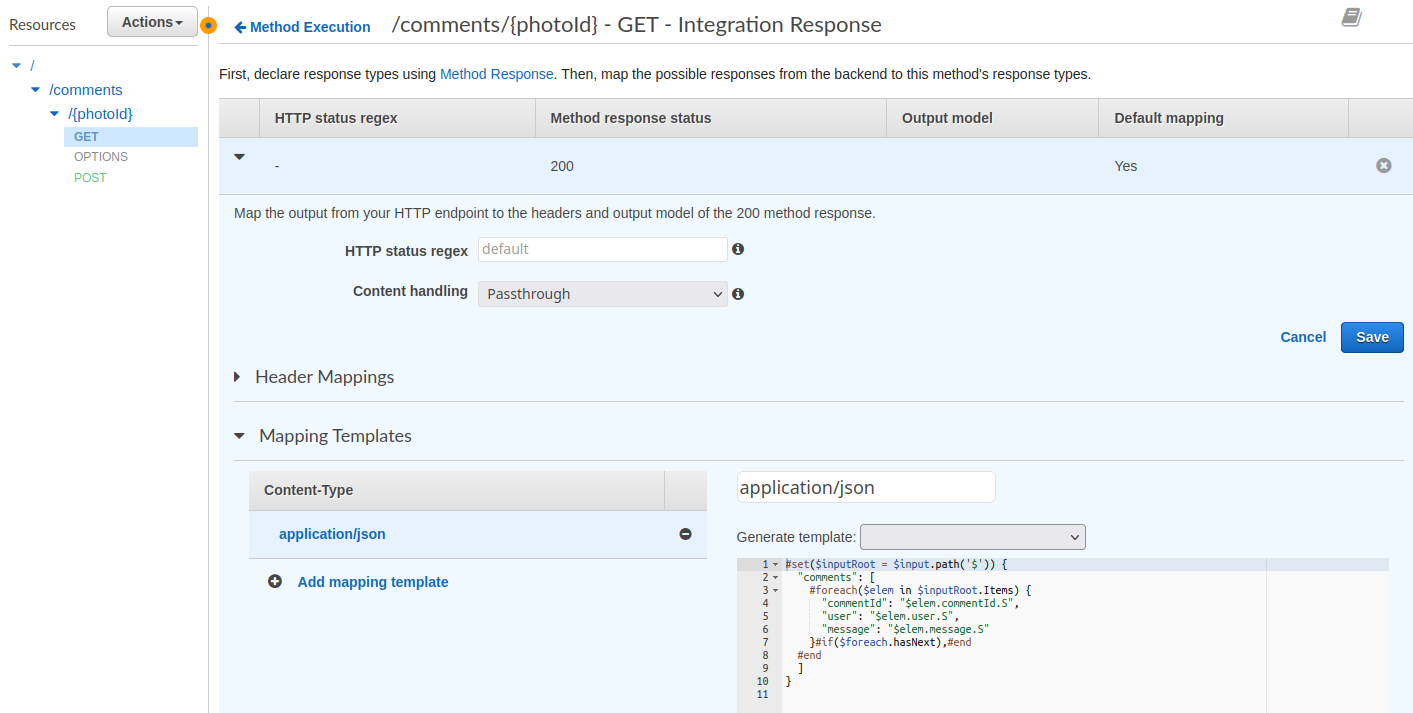 Resources
Actions
Method Execution /comments/{photoId} - GET - Integration Response
/
/comments
/{photoId}
GET
OPTIONS
POST
First, declare response types using Method Response. Then, map the possible responses from the backend to this method's response types.
HTTP status regex Method response status Output model Default mapping
- 200 Yes
Map the output from your HTTP endpoint to the headers and output model of the 200 method response.
HTTP status regex default
Content handling Passthrough
Cancel Save
Header Mappings
Mapping Templates
Content-Type
application/json
Add mapping template
application/json
Generate template:
1 #set($inputRoot = $input.path('$')) {
2 "comments": [
3 #foreach($elem in $inputRoot.Items) {
4 "commentId": "$elem.commentId.S",
5 "user": "$elem.user.S",
6 "message": "$elem.message.S"
7 }#if($foreach.hasNext),#end
8 #end
9 ]
10 }
11